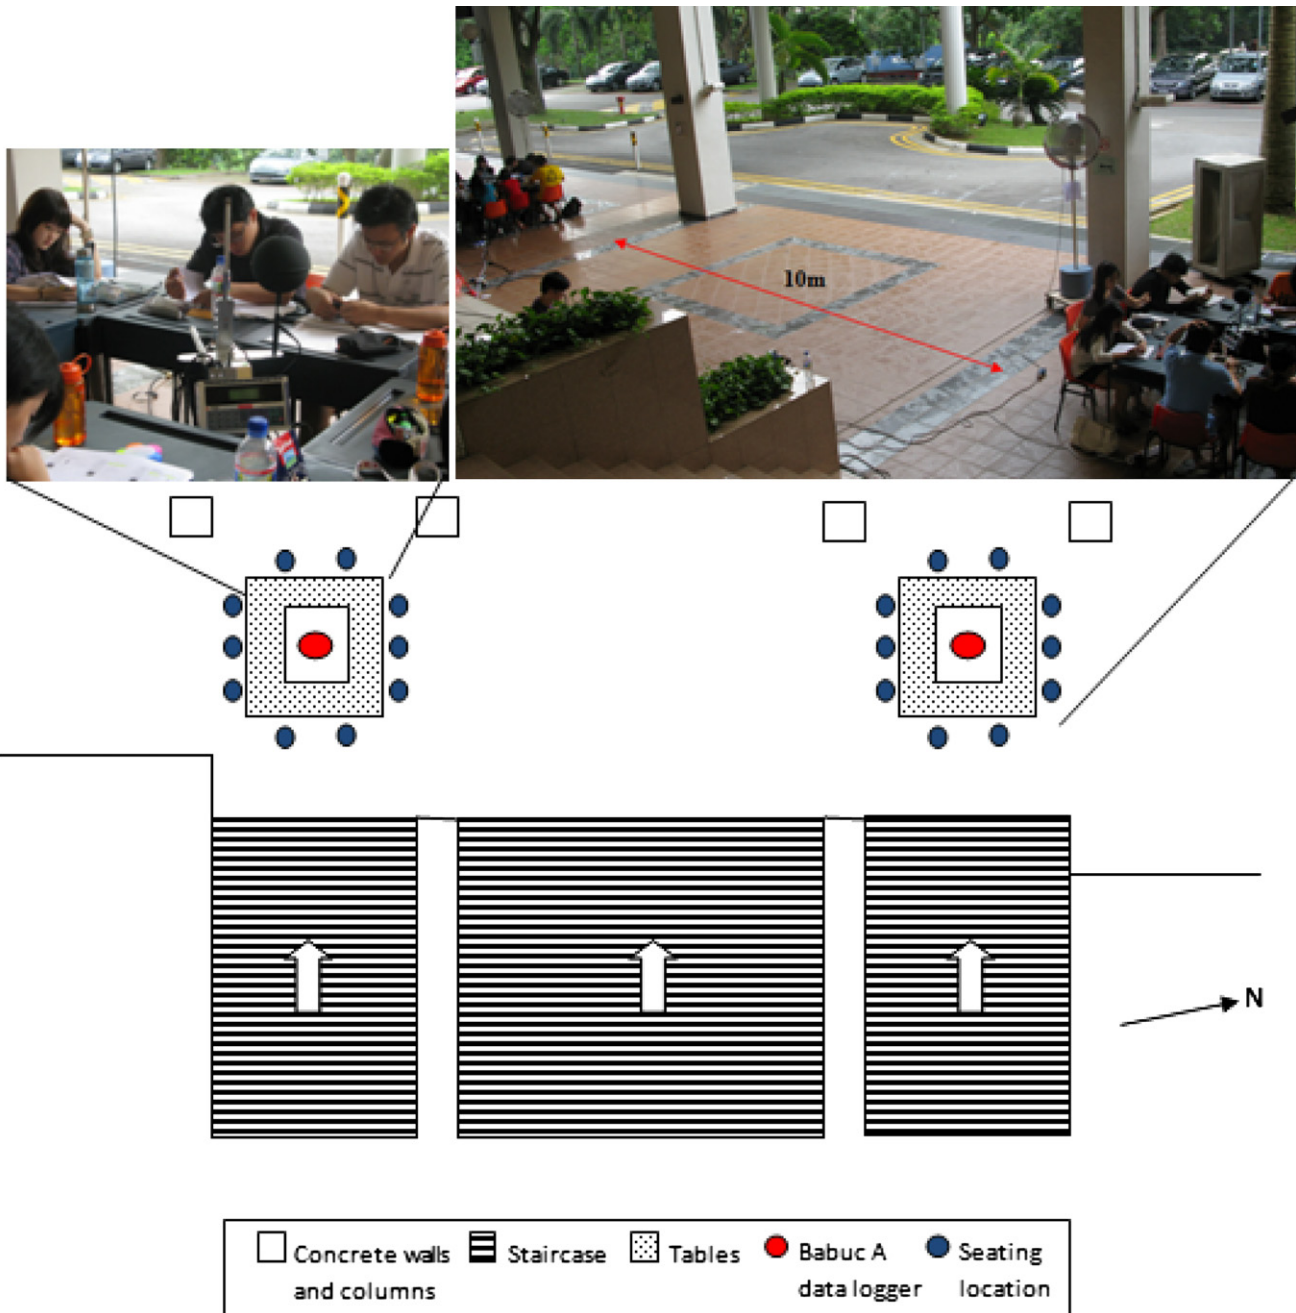 10m
N
Concrete walls and columns
Staircase
Tables
Babuc A data logger
Seating location